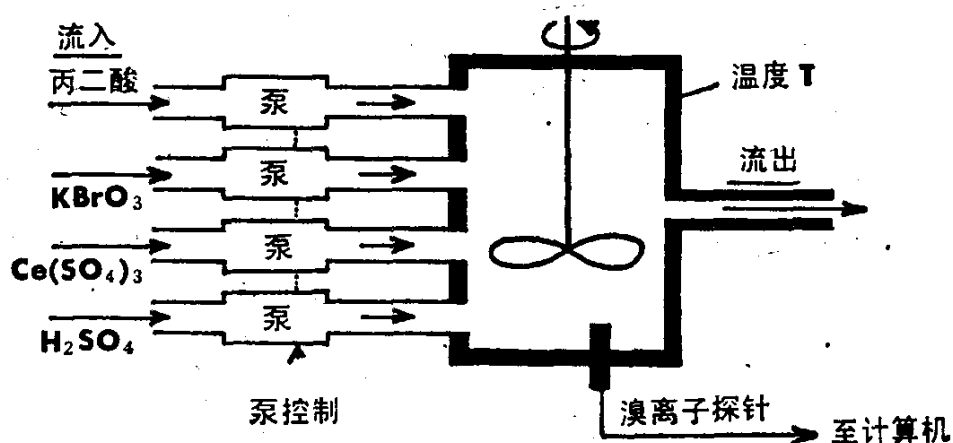 流入
丙二酸
泵
温度 T
KBrO₃
泵
流出
Ce(SO₄)₃
泵
H₂SO₄
泵
泵控制
溴离子探针
至计算机